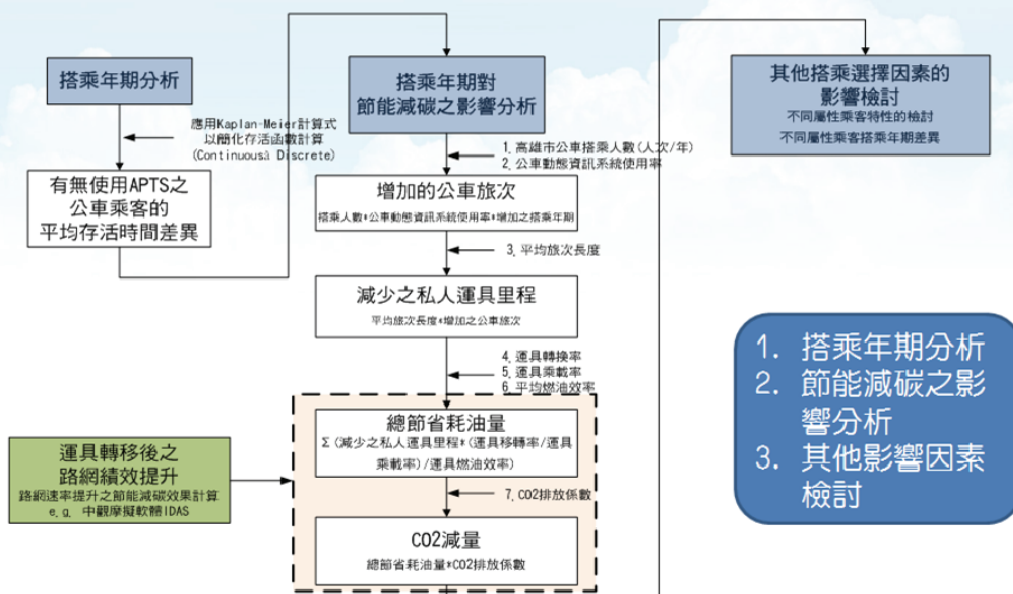 搭乘年期分析
應用Kaplan-Meier計算式
以簡化存活函數計算
(Continuousà Discrete)
有無使用APTS之
公車乘客的
平均存活時間差異
搭乘年期對
節能減碳之影響分析
1. 高雄市公車搭乘人數(人次/年)
2. 公車動態資訊系統使用率
增加的公車旅次
搭乘人數*公車動態資訊系統使用率*增加之搭乘年期
3. 平均旅次長度
減少之私人運具里程
平均旅次長度*增加之公車旅次
4. 運具轉換率
5. 運具乘載率
6. 平均燃油效率
總節省耗油量
Σ (減少之私人運具里程* (運具移轉率/運具
乘載率) /運具燃油效率)
7. CO2排放係數
CO2減量
總節省耗油量*CO2排放係數
運具轉移後之
路網績效提升
路網速率提升之節能減碳效果計算
e.g. 中觀摩擬軟體IDAS
其他搭乘選擇因素的
影響檢討
不同屬性乘客特性的檢討
不同屬性乘客搭乘年期差異
1. 搭乘年期分析
2. 節能減碳之影
響分析
3. 其他影響因素
檢討